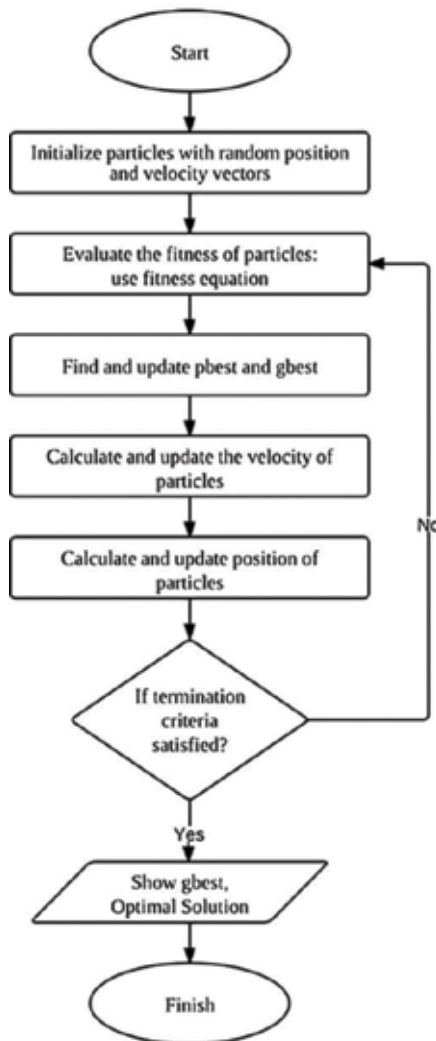 Start
Initialize particles with random position
and velocity vectors
Evaluate the fitness of particles:
use fitness equation
Find and update pbest and gbest
Calculate and update the velocity of
particles
Calculate and update position of
particles
No
If termination
criteria
satisfied?
Yes
Show gbest,
Optimal Solution
Finish